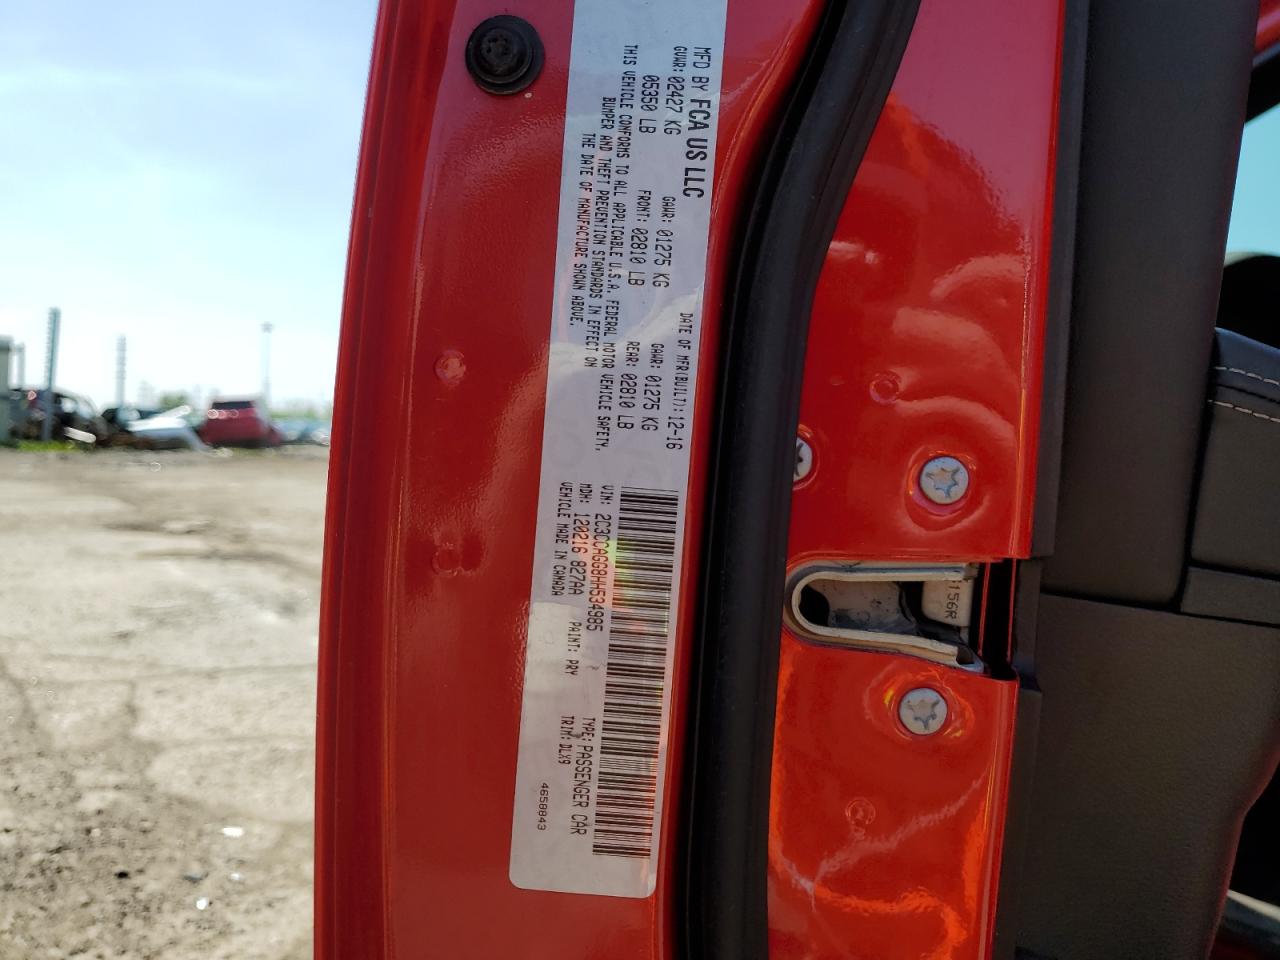 MFD BY FCA US LLC DATE OF MFR(BUILT): 12-16
GVWR: 02427 KG GAWR: 01275 KG GAWR: 01275 KG
05350 LB FRONT: 02810 LB REAR: 02810 LB
THIS VEHICLE CONFORMS TO ALL APPLICABLE U.S.A. FEDERAL MOTOR VEHICLE SAFETY,
BUMPER AND THEFT PREVENTION STANDARDS IN EFFECT ON
THE DATE OF MANUFACTURE SHOWN ABOVE.
VIN: 2C3CCAGG8HH534985 TYPE: PASSENGER CAR
MDH: 120216 827AA PAINT: PRY TRIM: DLX9
VEHICLE MADE IN CANADA 4658843
156R